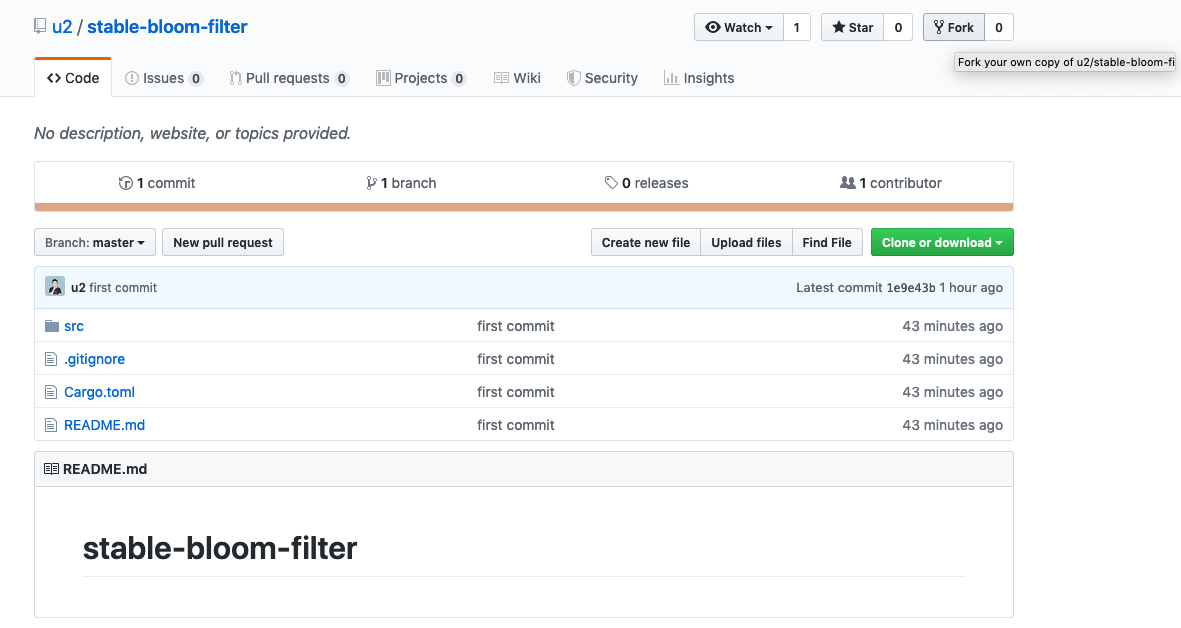 u2 / stable-bloom-filter
Watch 1 Star 0 Fork 0
Fork your own copy of u2/stable-bloom-fi
Code Issues 0 Pull requests 0 Projects 0 Wiki Security Insights
No description, website, or topics provided.
1 commit 1 branch 0 releases 1 contributor
Branch: master New pull request Create new file Upload files Find File Clone or download
u2 first commit Latest commit 1e9e43b 1 hour ago
src first commit 43 minutes ago
.gitignore first commit 43 minutes ago
Cargo.toml first commit 43 minutes ago
README.md first commit 43 minutes ago
README.md
stable-bloom-filter